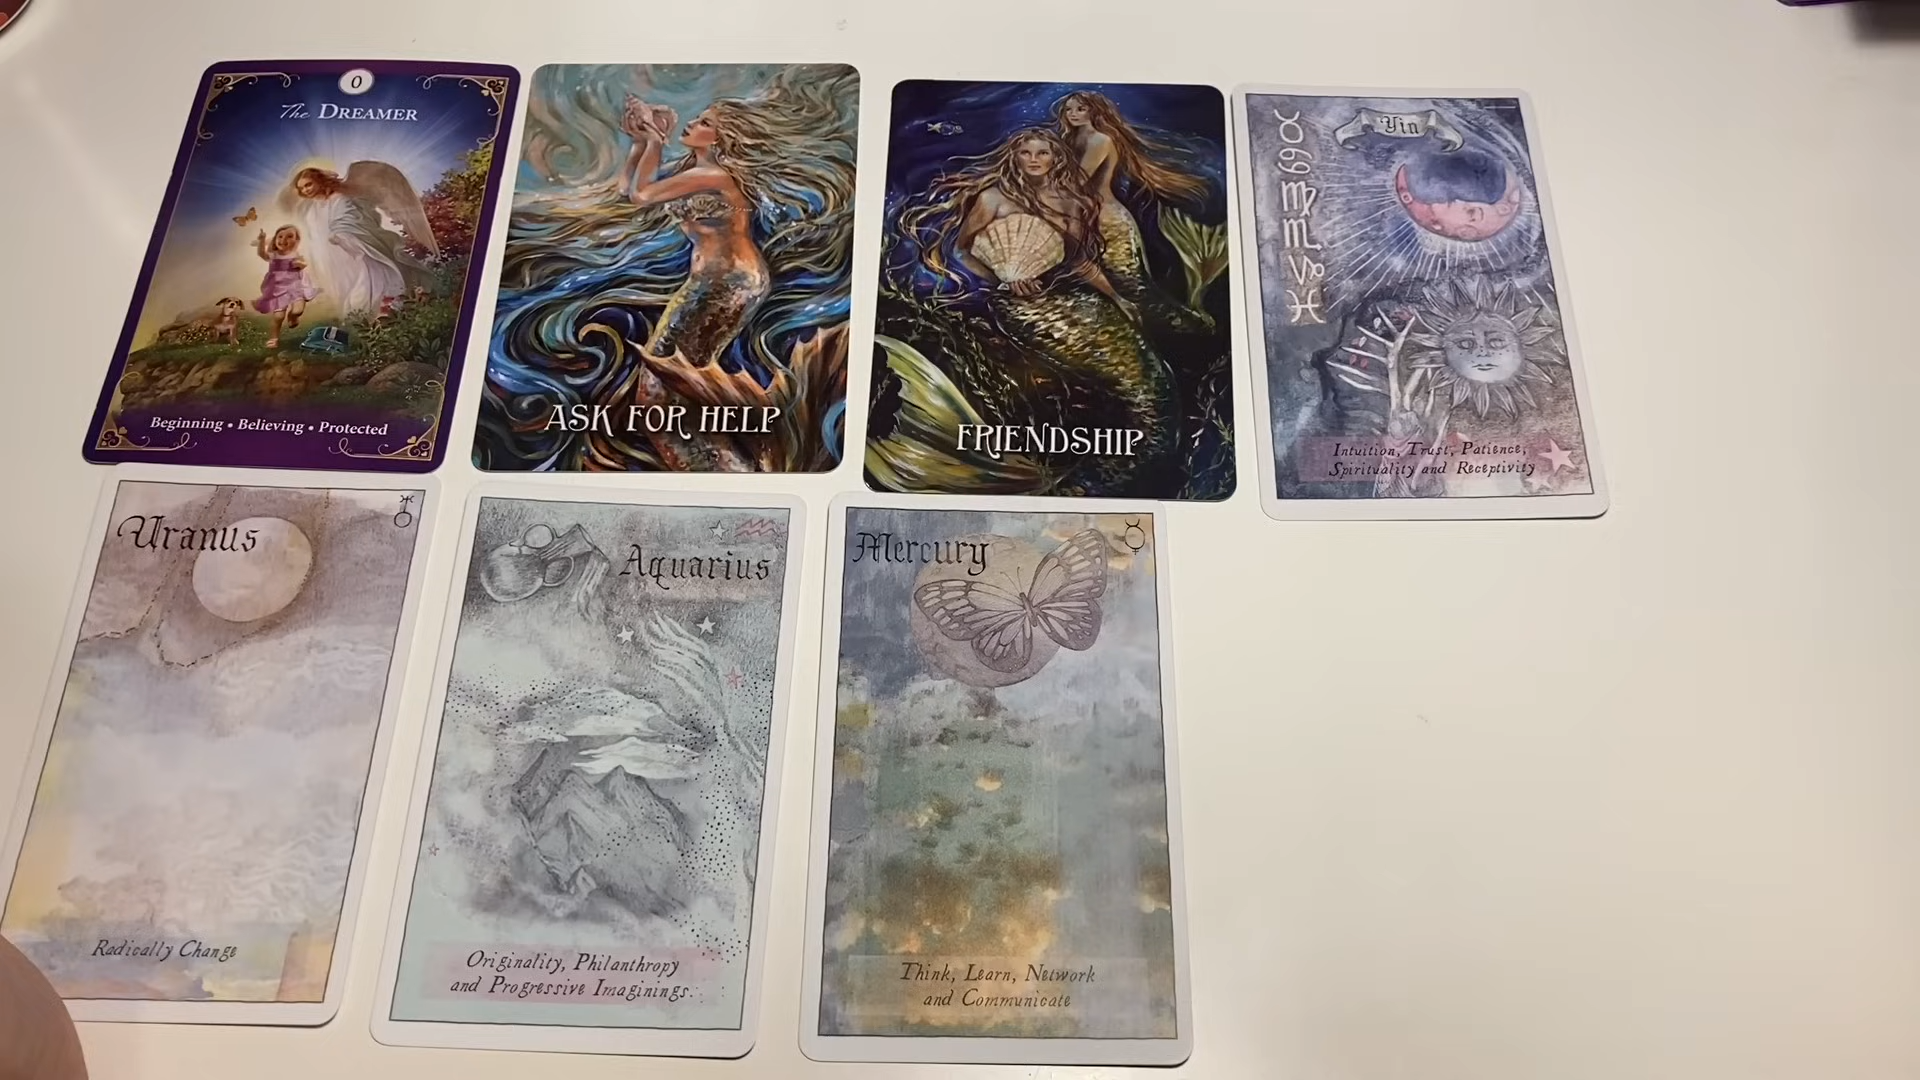 0
The DREAMER
Beginning • Believing • Protected
ASK FOR HELP
FRIENDSHIP
Yin
Intuition, Trust, Patience,
Spirituality and Receptivity
Uranus
Radically Change
Aquarius
Originality, Philanthropy
and Progressive Imaginings.
Mercury
Think, Learn, Network
and Communicate